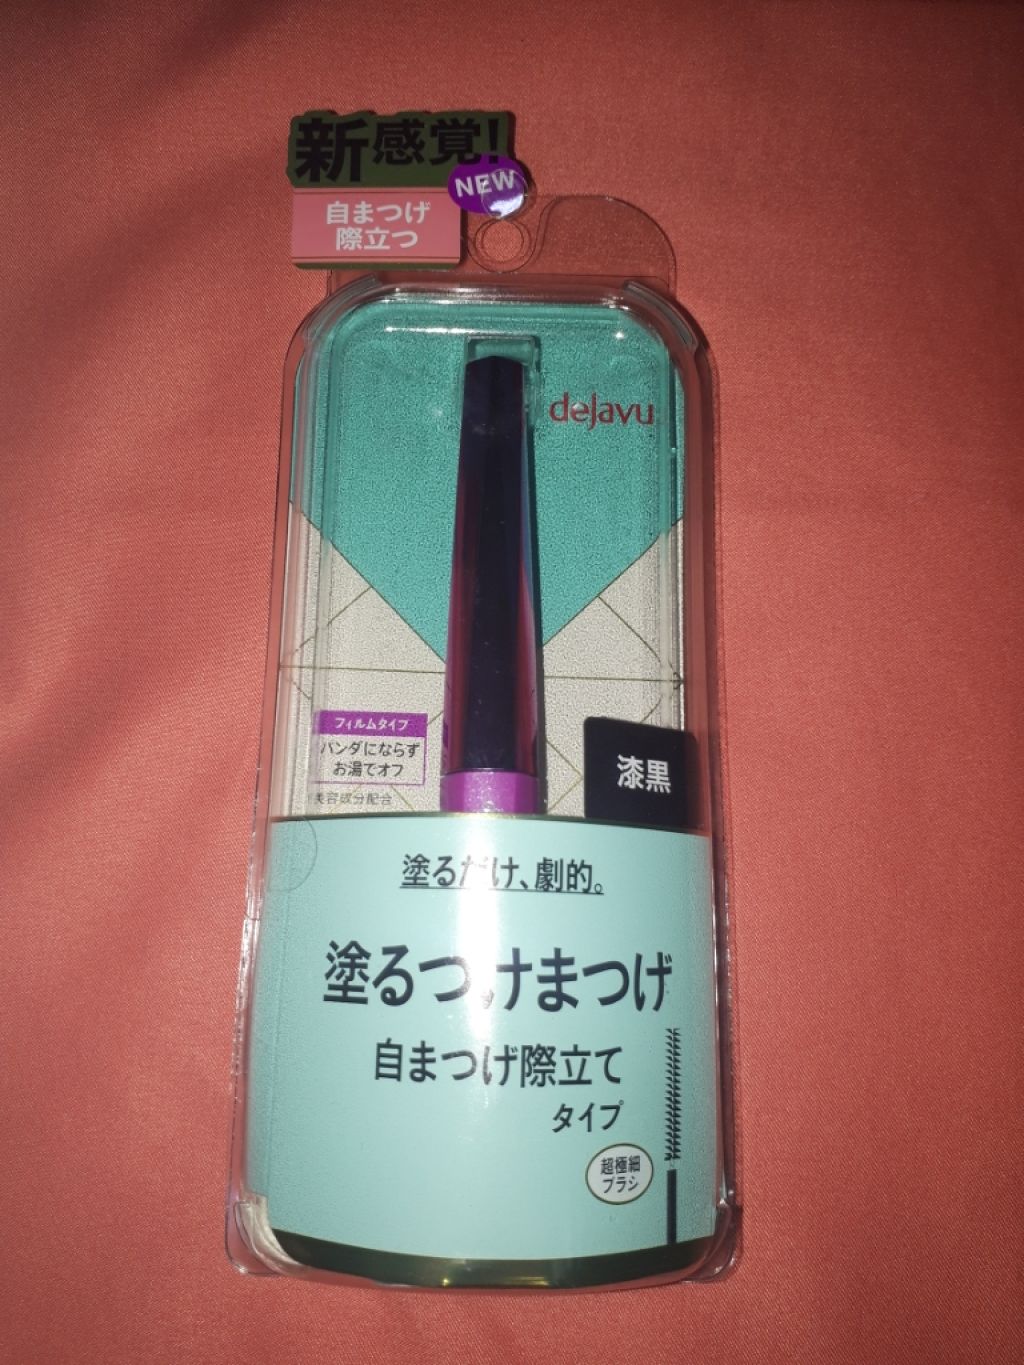 新感覚!
NEW
自まつげ
際立つ
dejavu
フィルムタイプ
パンダにならず
お湯でオフ
美容成分配合
漆黒
塗るだけ、劇的。
塗るつけまつげ
自まつげ際立て
タイプ
超極細
ブラシ